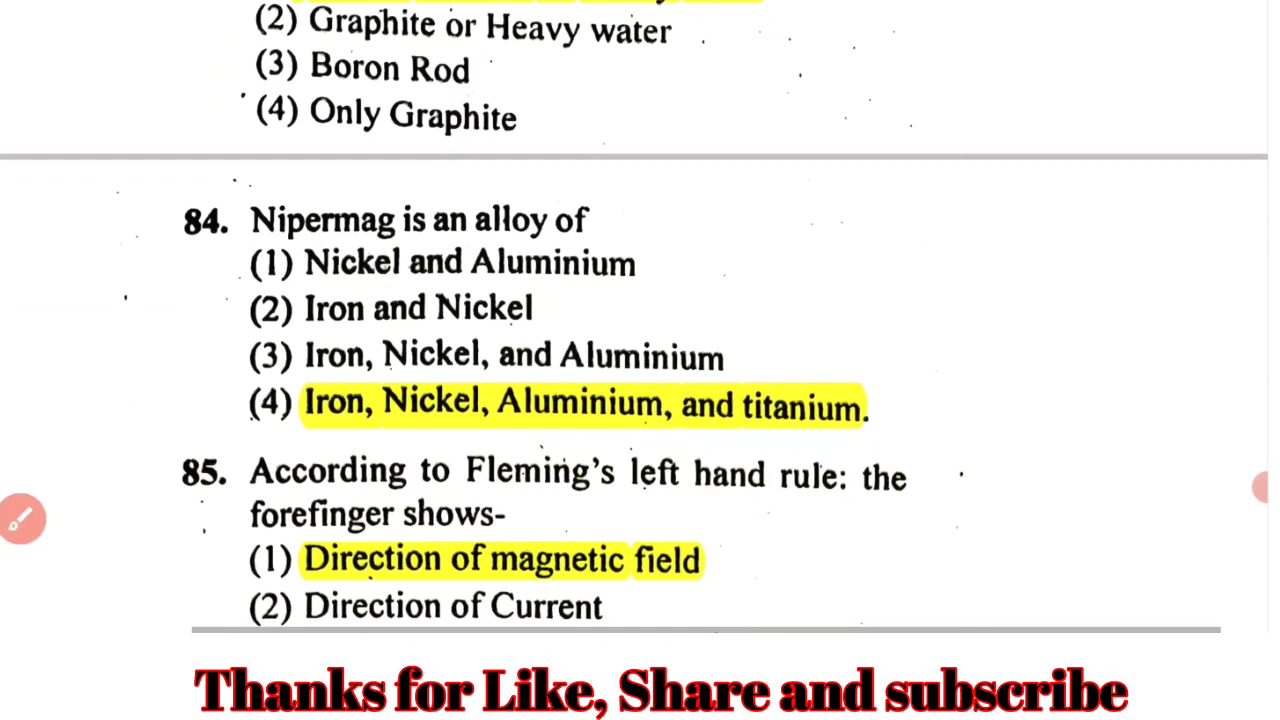 (2) Graphite or Heavy water
(3) Boron Rod
(4) Only Graphite
84. Nipermag is an alloy of
(1) Nickel and Aluminium
(2) Iron and Nickel
(3) Iron, Nickel, and Aluminium
(4) Iron, Nickel, Aluminium, and titanium.
85. According to Fleming's left hand rule: the
forefinger shows-
(1) Direction of magnetic field
(2) Direction of Current
Thanks for Like, Share and subscribe